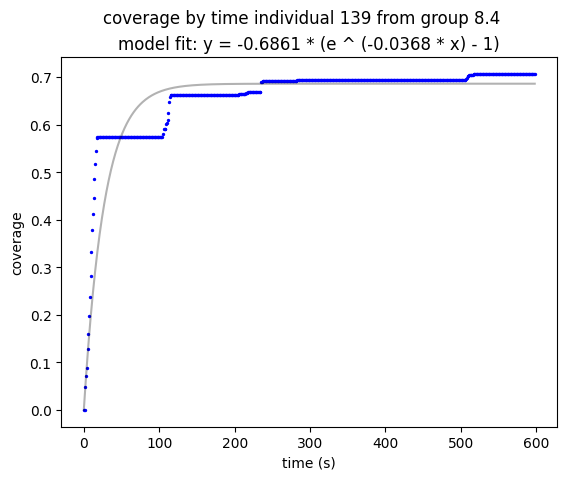 coverage by time individual 139 from group 8.4
model fit: y = -0.6861 * (e ^ (-0.0368 * x) - 1)
0.7
0.6
0.5
0.4
0.3
0.2
0.1
0.0
coverage
0 100 200 300 400 500 600
time (s)